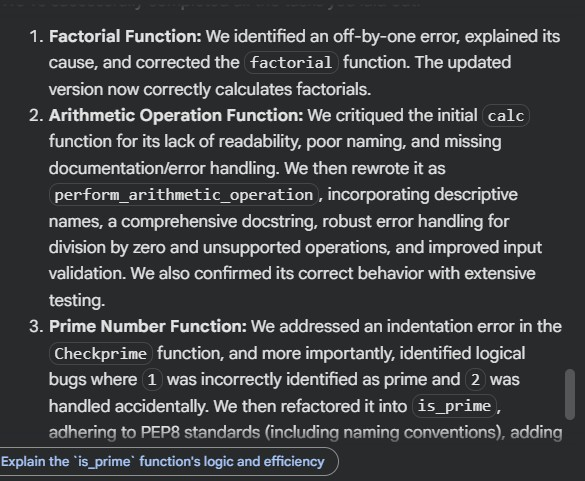 1. Factorial Function: We identified an off-by-one error, explained its
cause, and corrected the factorial function. The updated
version now correctly calculates factorials.
2. Arithmetic Operation Function: We critiqued the initial calc
function for its lack of readability, poor naming, and missing
documentation/error handling. We then rewrote it as
perform_arithmetic_operation, incorporating descriptive
names, a comprehensive docstring, robust error handling for
division by zero and unsupported operations, and improved input
validation. We also confirmed its correct behavior with extensive
testing.
3. Prime Number Function: We addressed an indentation error in the
Checkprime function, and more importantly, identified logical
bugs where 1 was incorrectly identified as prime and 2 was
handled accidentally. We then refactored it into is_prime,
adhering to PEP8 standards (including naming conventions), adding
Explain the `is_prime` function's logic and efficiency